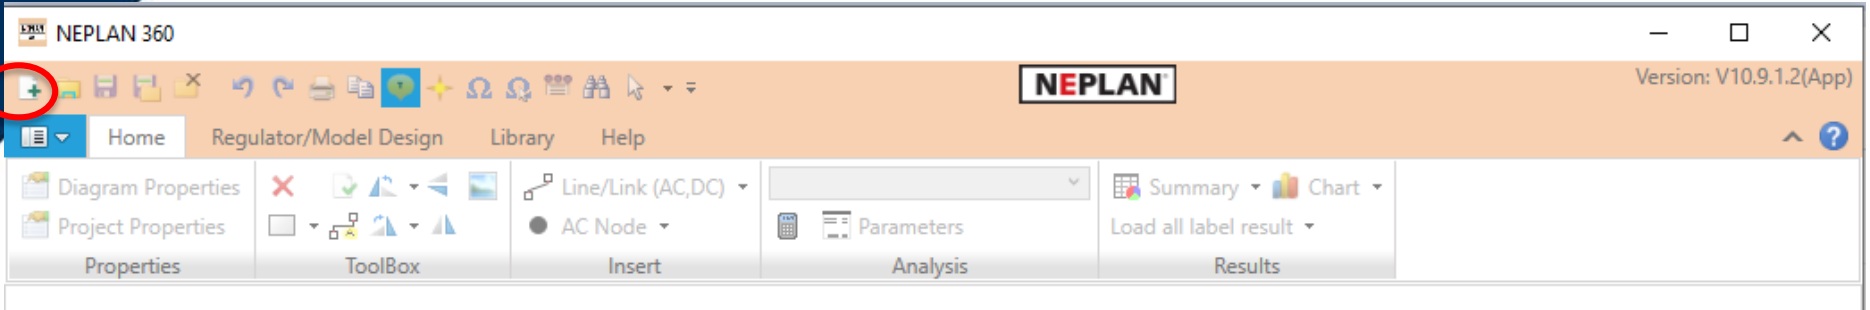 NEPLAN 360
NEPLAN
Version: V10.9.1.2(App)
Home Regulator/Model Design Library Help
Diagram Properties Line/Link (AC,DC) Summary Chart
Project Properties AC Node Parameters Load all label result
Properties ToolBox Insert Analysis Results